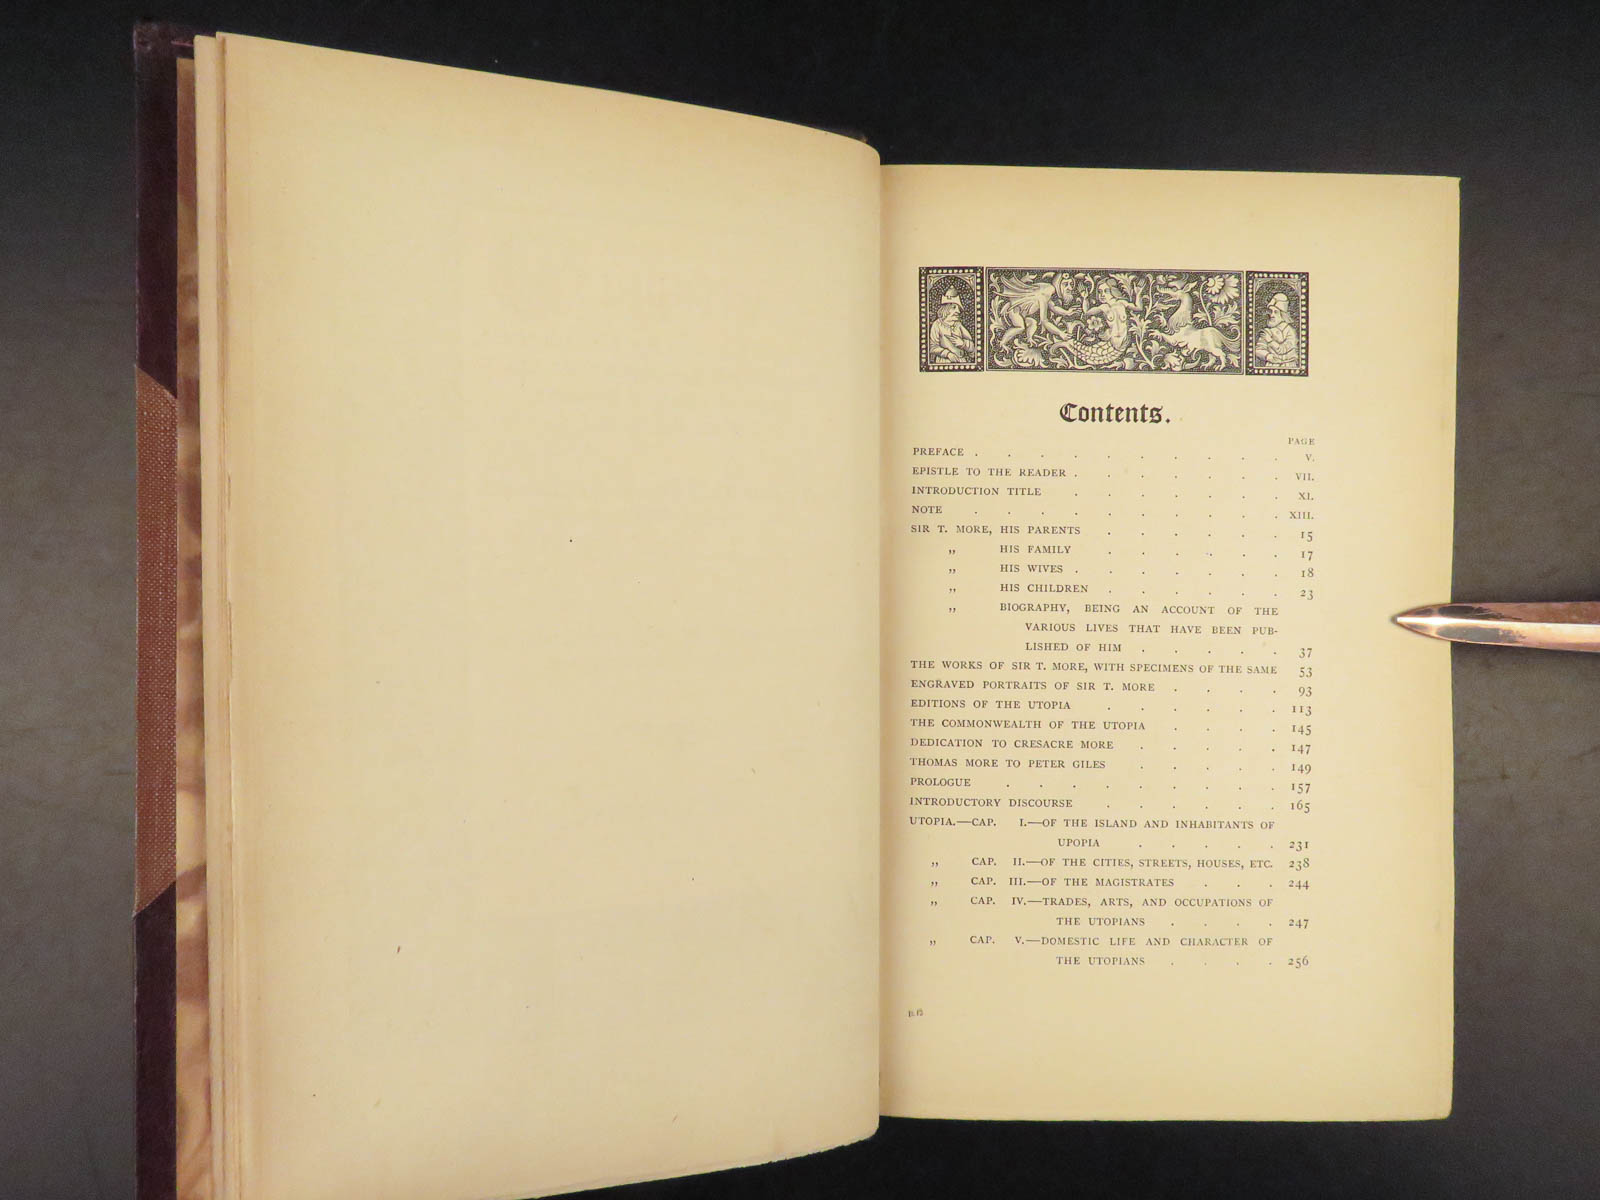 Contents.
PAGE
PREFACE . . . . . . . . . . V.
EPISTLE TO THE READER . . . . . . . VII.
INTRODUCTION TITLE . . . . . . . XI.
NOTE . . . . . . . . . . XIII.
SIR T. MORE, HIS PARENTS . . . . . . 15
„ HIS FAMILY . . . . . . 17
„ HIS WIVES . . . . . . . 18
„ HIS CHILDREN . . . . . . 23
„ BIOGRAPHY, BEING AN ACCOUNT OF THE
VARIOUS LIVES THAT HAVE BEEN PUB-
LISHED OF HIM . . . . . 37
THE WORKS OF SIR T. MORE, WITH SPECIMENS OF THE SAME 53
ENGRAVED PORTRAITS OF SIR T. MORE . . . . 93
EDITIONS OF THE UTOPIA . . . . . . 113
THE COMMONWEALTH OF THE UTOPIA . . . . 145
DEDICATION TO CRESACRE MORE . . . . . 147
THOMAS MORE TO PETER GILES . . . . . 149
PROLOGUE . . . . . . . . . 157
INTRODUCTORY DISCOURSE . . . . . . 165
UTOPIA.—CAP. I.—OF THE ISLAND AND INHABITANTS OF
UPOPIA . . . . . 231
„ CAP. II.—OF THE CITIES, STREETS, HOUSES, ETC. 238
„ CAP. III.—OF THE MAGISTRATES . . . 244
„ CAP. IV.—TRADES, ARTS, AND OCCUPATIONS OF
THE UTOPIANS . . . . 247
„ CAP. V.—DOMESTIC LIFE AND CHARACTER OF
THE UTOPIANS . . . . 256